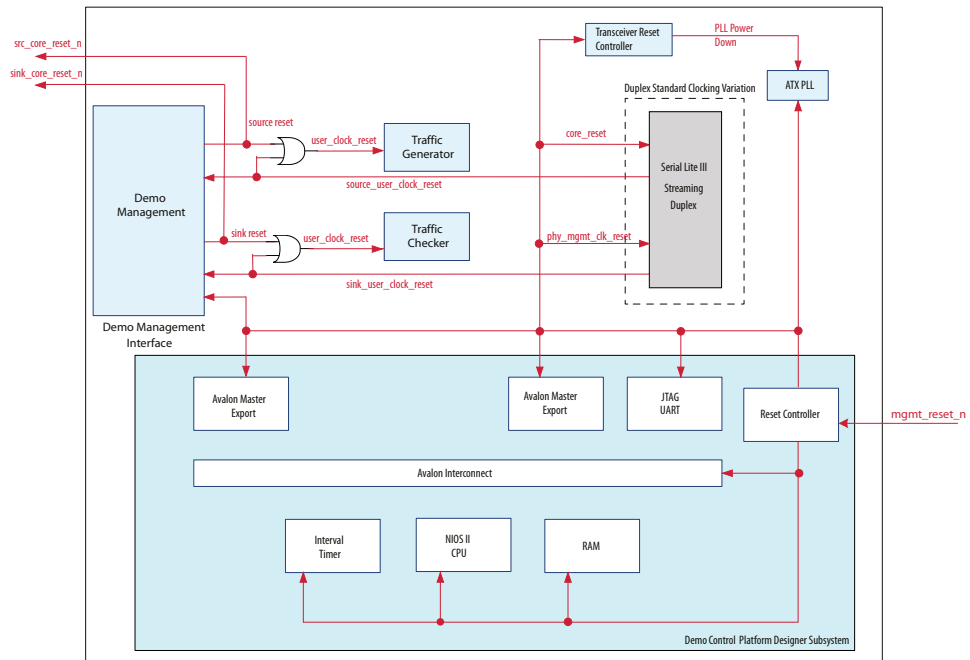 src_core_reset_n
sink_core_reset_n
Transceiver Reset
Controller
PLL Power
Down
ATX PLL
Duplex Standard Clocking Variation
source reset
user_clock_reset
Traffic
Generator
core_reset
Serial Lite III
Streaming
Duplex
source_user_clock_reset
Demo
Management
sink reset
user_clock_reset
Traffic
Checker
phy_mgmt_clk_reset
sink_user_clock_reset
Demo Management
Interface
Avalon Master
Export
Avalon Master
Export
JTAG
UART
Reset Controller
mgmt_reset_n
Avalon Interconnect
Interval
Timer
NIOS II
CPU
RAM
Demo Control Platform Designer Subsystem